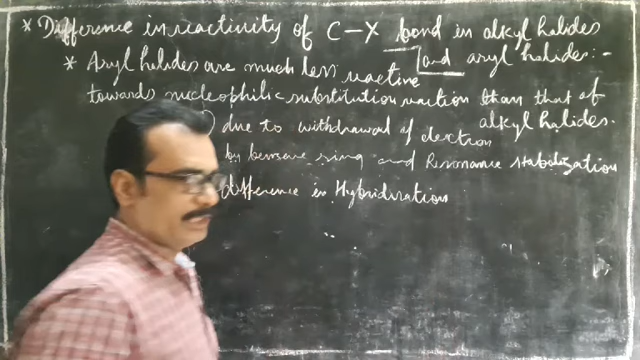 * Difference in reactivity of C-X bond in alkyl halides
and aryl halides:-
* Aryl halides are much less reactive
towards nucleophilic substitution reaction than that of
alkyl halides.
) due to withdrawal of electron
by benzene ring and Resonance stabilization
difference in Hybridization